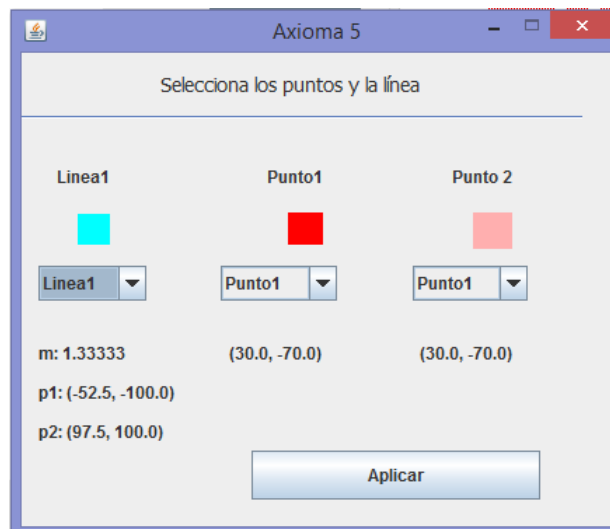 Axioma 5
Selecciona los puntos y la línea
Linea1 Punto1 Punto 2
Linea1 Punto1 Punto1
m: 1.33333 (30.0, -70.0) (30.0, -70.0)
p1: (-52.5, -100.0)
p2: (97.5, 100.0)
Aplicar